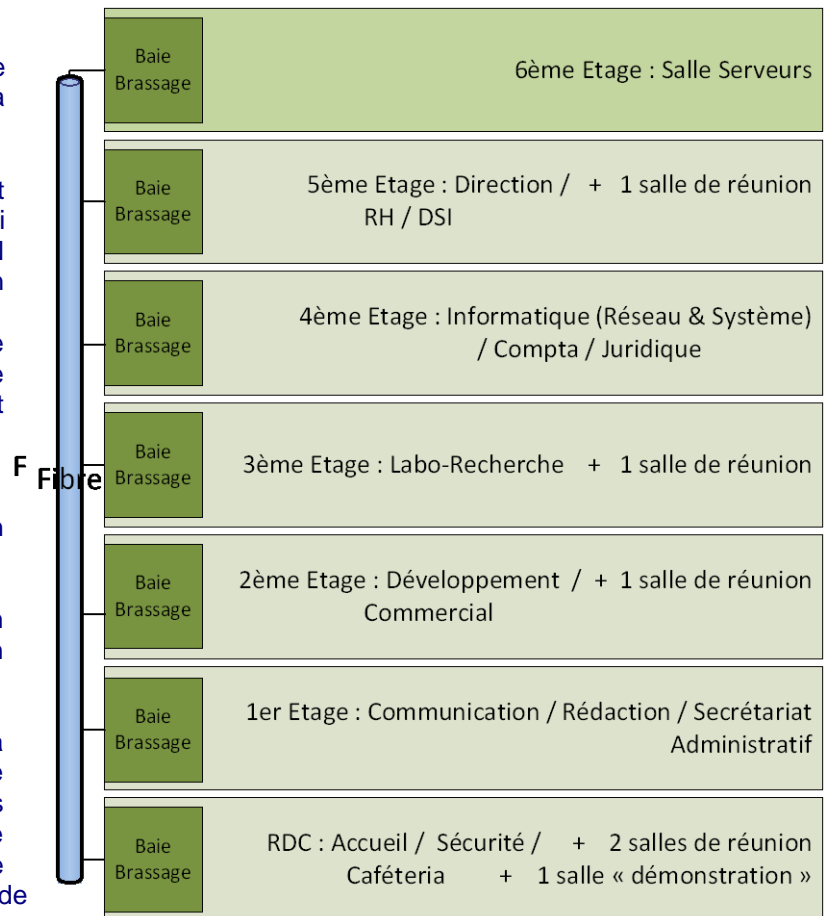 Baie
Brassage
6ème Etage : Salle Serveurs
Baie
Brassage
5ème Etage : Direction / + 1 salle de réunion
RH / DSI
Baie
Brassage
4ème Etage : Informatique (Réseau & Système)
/ Compta / Juridique
F Fibre
Baie
Brassage
3ème Etage : Labo-Recherche + 1 salle de réunion
Baie
Brassage
2ème Etage : Développement / + 1 salle de réunion
Commercial
Baie
Brassage
1er Etage : Communication / Rédaction / Secrétariat
Administratif
Baie
Brassage
RDC : Accueil / Sécurité / + 2 salles de réunion
Caféteria + 1 salle « démonstration »
de